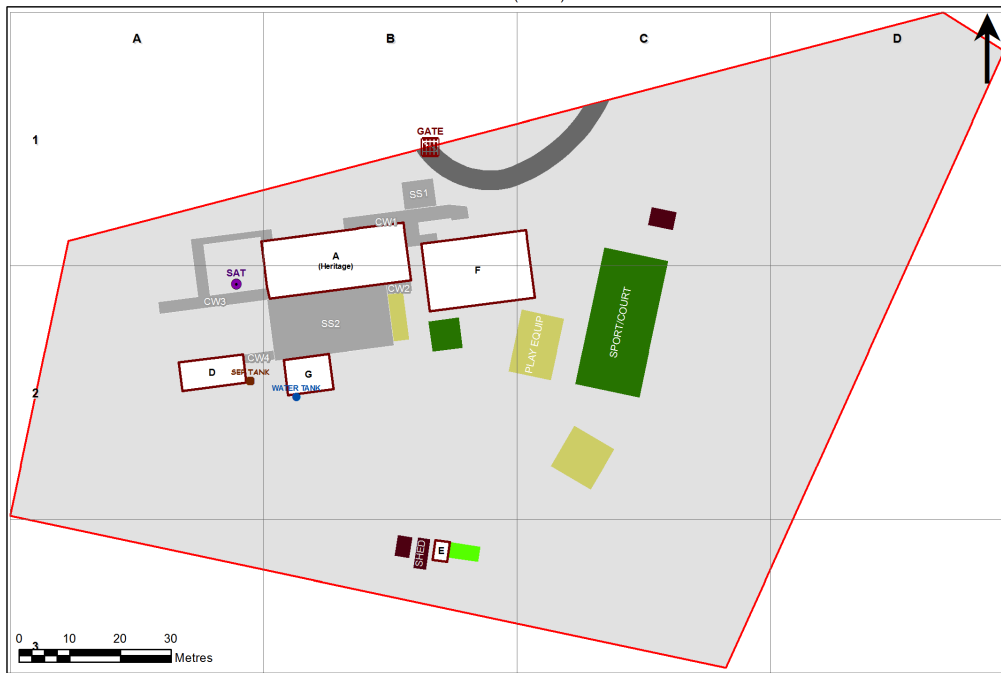 A B C D
1
GATE
SS1
CW1
A
(Heritage)
F
SAT
CW3
CW2
SS2
PLAY EQUIP
SPORT/COURT
CW4
D
SEP TANK
G
WATER TANK
2
SHED
E
0 10 20 30
3
Metres